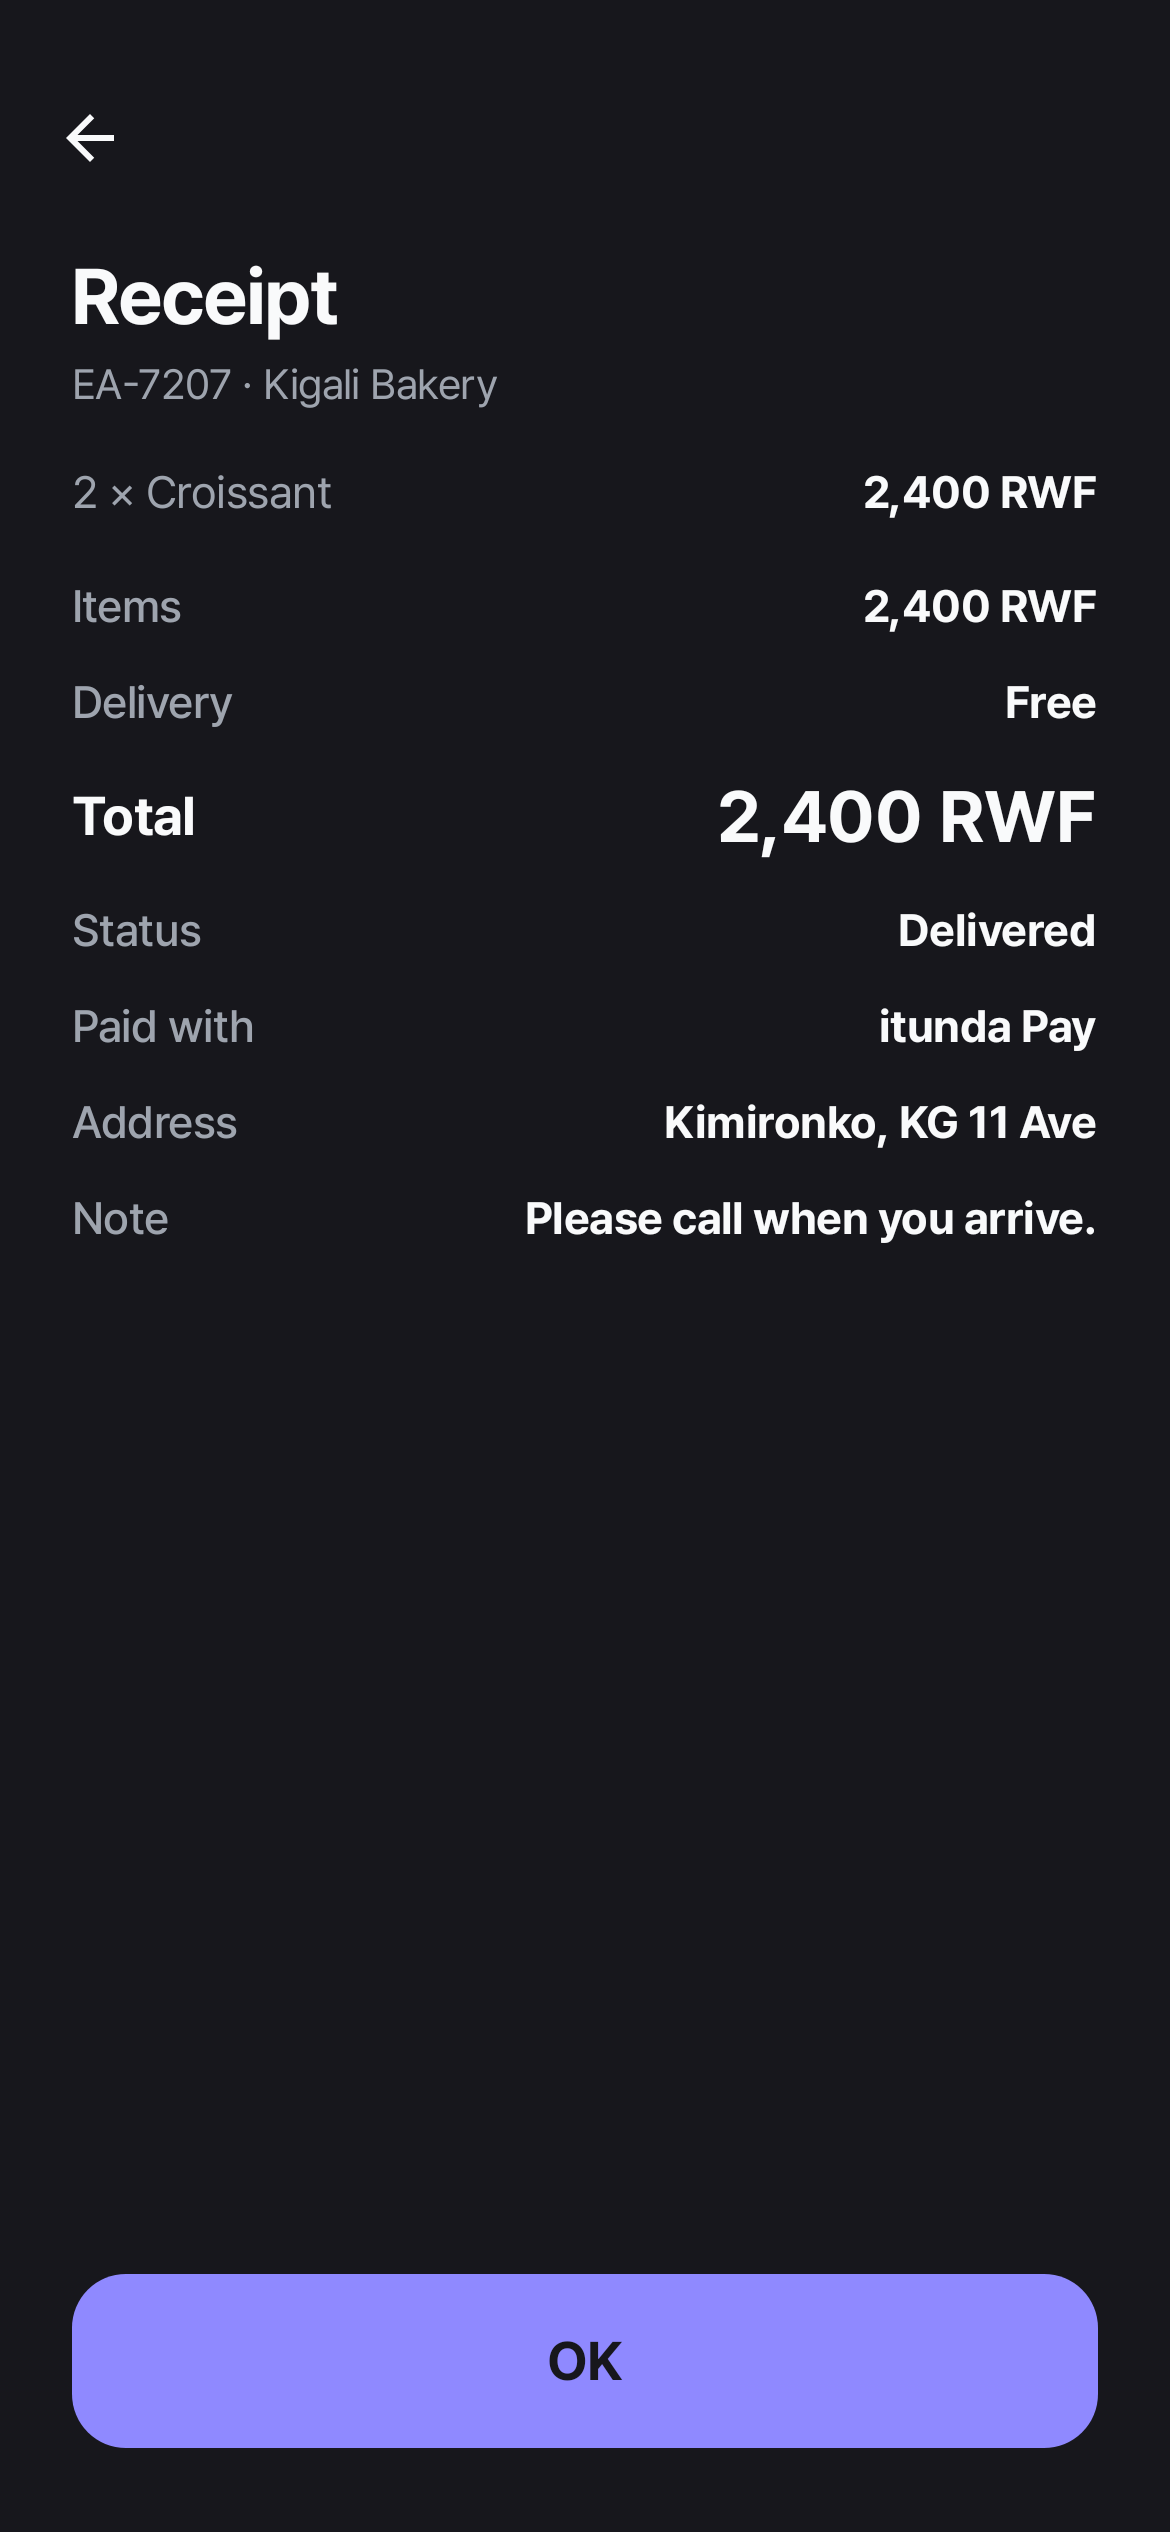 Receipt
EA-7207 · Kigali Bakery
2 × Croissant 2,400 RWF
Items 2,400 RWF
Delivery Free
Total 2,400 RWF
Status Delivered
Paid with itunda Pay
Address Kimironko, KG 11 Ave
Note Please call when you arrive.
OK